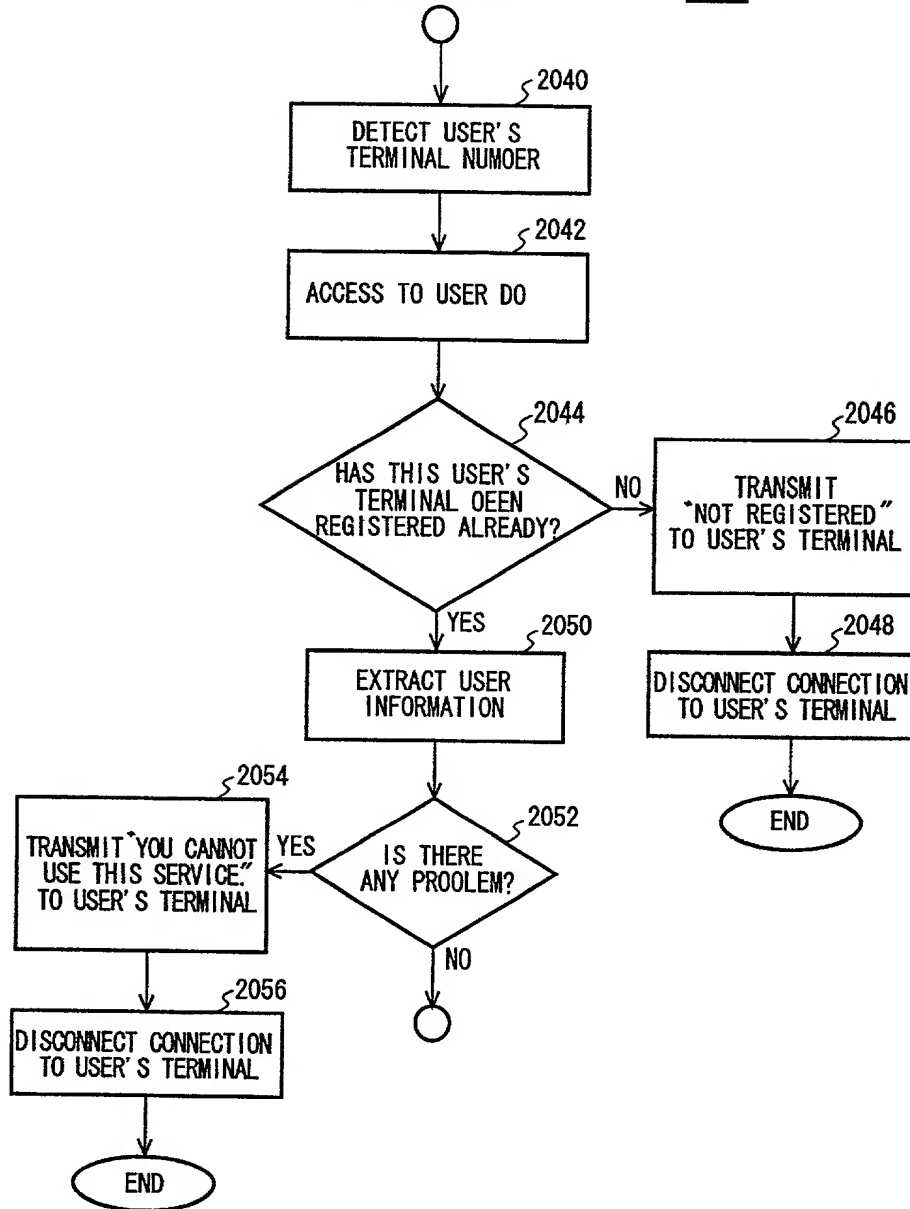 2040
DETECT USER'S
TERMINAL NUMOER
2042
ACCESS TO USER DO
2044
HAS THIS USER'S
TERMINAL OEEN
REGISTERED ALREADY?
NO
2046
TRANSMIT
"NOT REGISTERED"
TO USER'S TERMINAL
YES
2048
DISCONNECT CONNECTION
TO USER'S TERMINAL
END
2050
EXTRACT USER
INFORMATION
2052
IS THERE
ANY PROOLEM?
YES
2054
TRANSMIT "YOU CANNOT
USE THIS SERVICE."
TO USER'S TERMINAL
NO
2056
DISCONNECT CONNECTION
TO USER'S TERMINAL
END